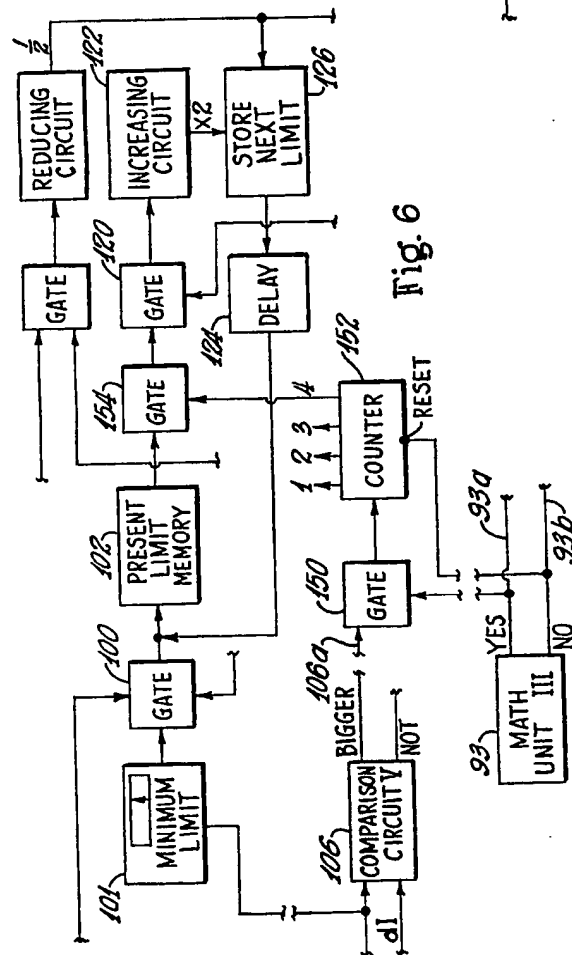 1/2
REDUCING
CIRCUIT
122
INCREASING
CIRCUIT
X2
126
STORE
NEXT
LIMIT
GATE
120
GATE
124
DELAY
Fig. 6
154
GATE
4
152
102
PRESENT
LIMIT
MEMORY
1
2
3
COUNTER
RESET
100
GATE
150
GATE
106a
93a
93b
101
MINIMUM
LIMIT
106
COMPARISON
CIRCUIT V
BIGGER
NOT
dI
93
MATH
UNIT III
YES
NO